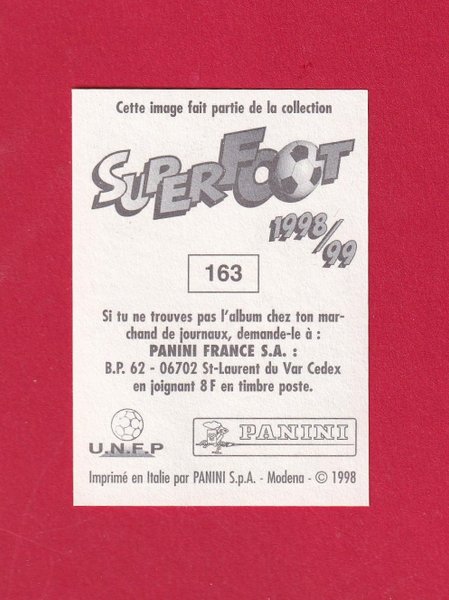 Cette image fait partie de la collection
SUPERFOOT
1998/99
163
Si tu ne trouves pas l'album chez ton mar-
chand de journaux, demande-le à :
PANINI FRANCE S.A. :
B.P. 62 - 06702 St-Laurent du Var Cedex
en joignant 8 F en timbre poste.
U.N.F.P
PANINI
Imprimé en Italie par PANINI S.p.A. - Modena - © 1998